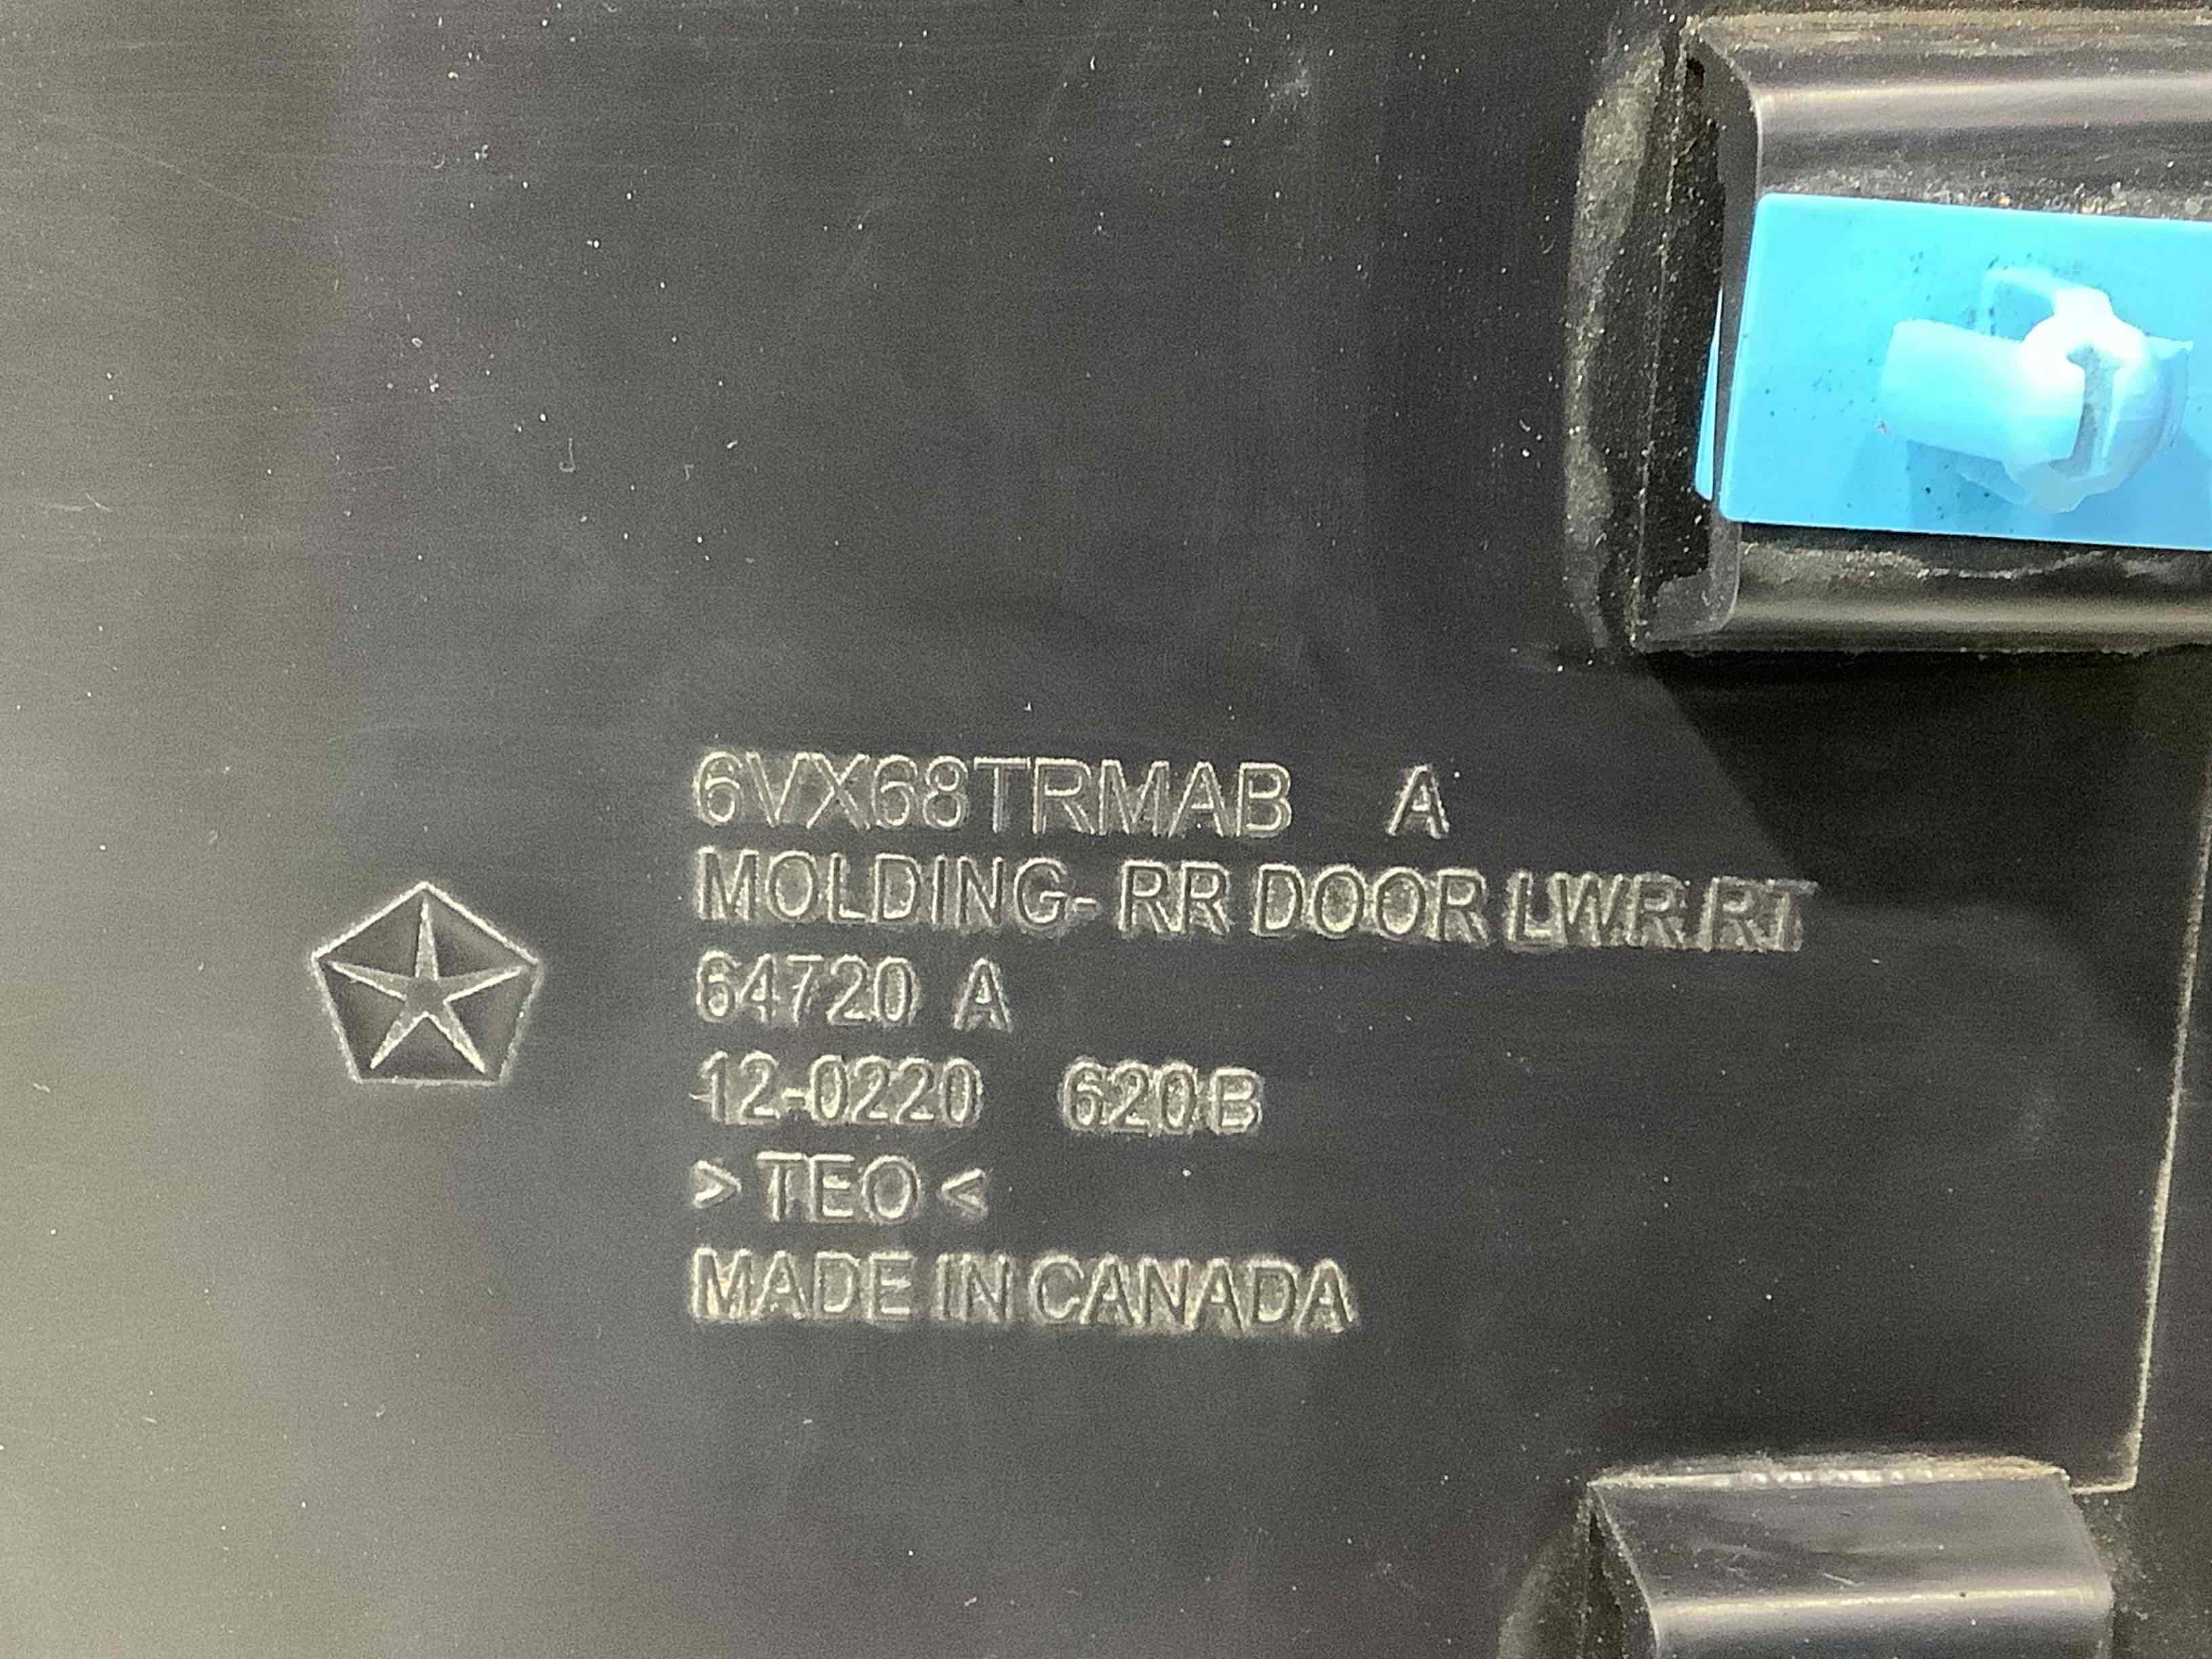 6VX68TRMAB A
MOLDING- RR DOOR LWR RT
64720 A
12-0220 620B
> TEO <
MADE IN CANADA